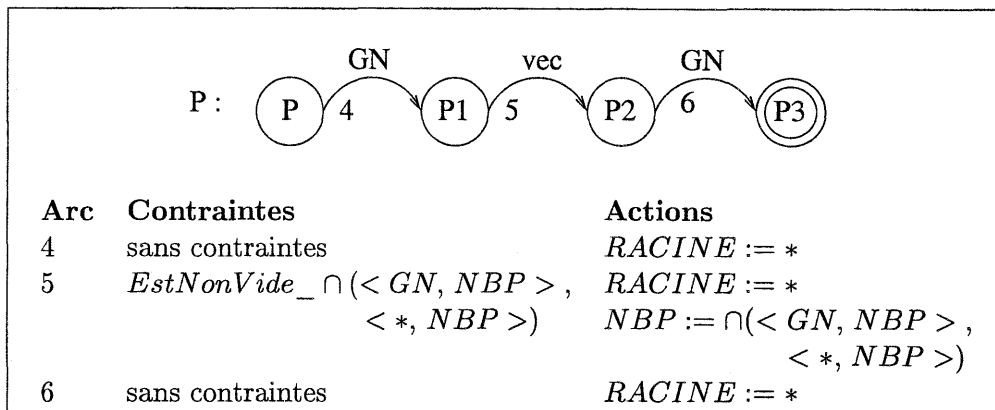 GN vec GN
P : P 4 P1 5 P2 6 P3
Arc Contraintes Actions
4 sans contraintes RACINE := *
5 EstNonVide_ ∩ (< GN, NBP > , RACINE := *
< *, NBP >) NBP := ∩(< GN, NBP > ,
< *, NBP >)
6 sans contraintes RACINE := *